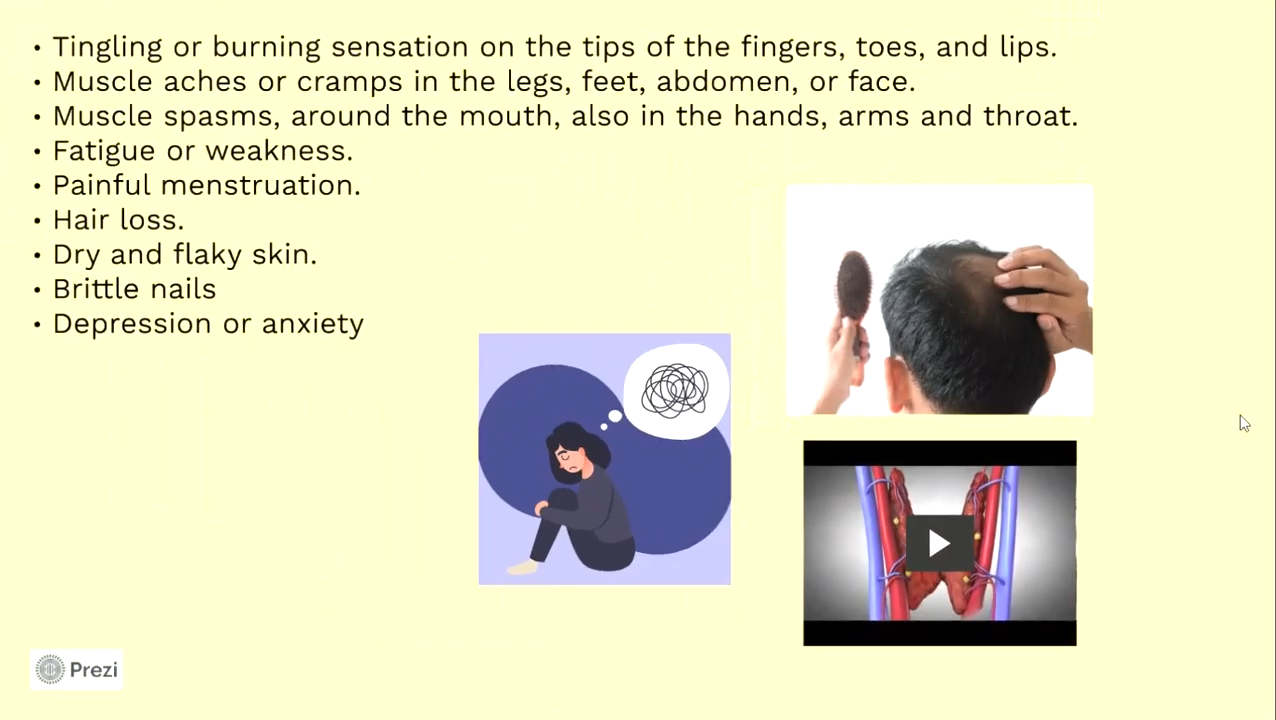 • Tingling or burning sensation on the tips of the fingers, toes, and lips.
• Muscle aches or cramps in the legs, feet, abdomen, or face.
• Muscle spasms, around the mouth, also in the hands, arms and throat.
• Fatigue or weakness.
• Painful menstruation.
• Hair loss.
• Dry and flaky skin.
• Brittle nails
• Depression or anxiety
Prezi